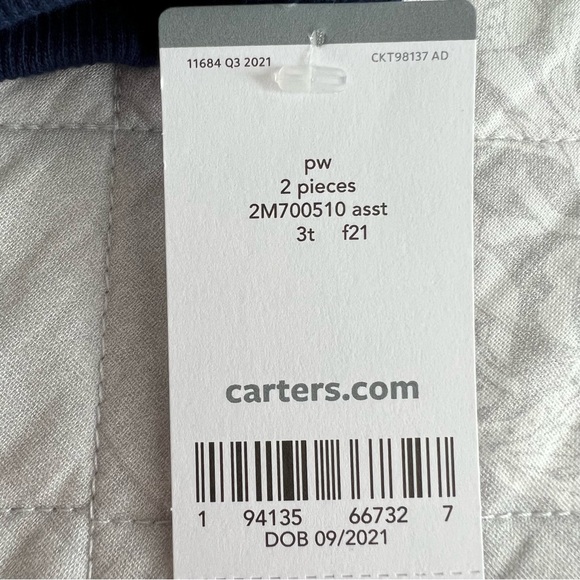 11684 Q3 2021 CKT98137 AD
pw
2 pieces
2M700510 asst
3t f21
carters.com
1 94135 66732 7
DOB 09/2021